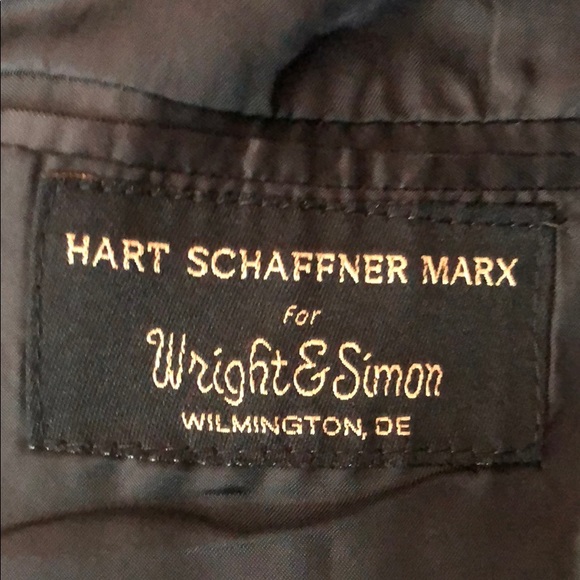 HART SCHAFFNER MARX
FOR
Wright & Simon
WILMINGTON, DE